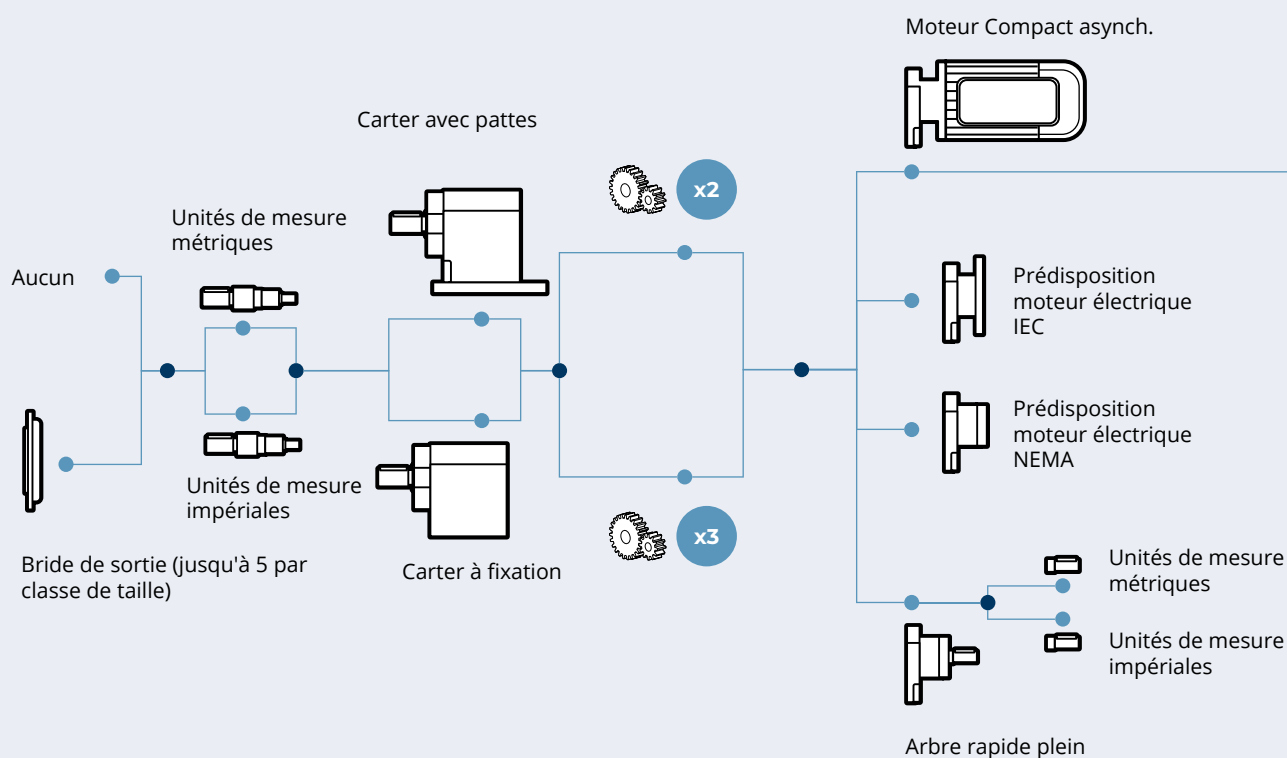 Moteur Compact asynch.
Carter avec pattes
x2
Unités de mesure
métriques
Aucun
Prédisposition
moteur électrique
IEC
Prédisposition
moteur électrique
NEMA
Unités de mesure
impériales
x3
Bride de sortie (jusqu'à 5 par
classe de taille)
Carter à fixation
Unités de mesure
métriques
Unités de mesure
impériales
Arbre rapide plein